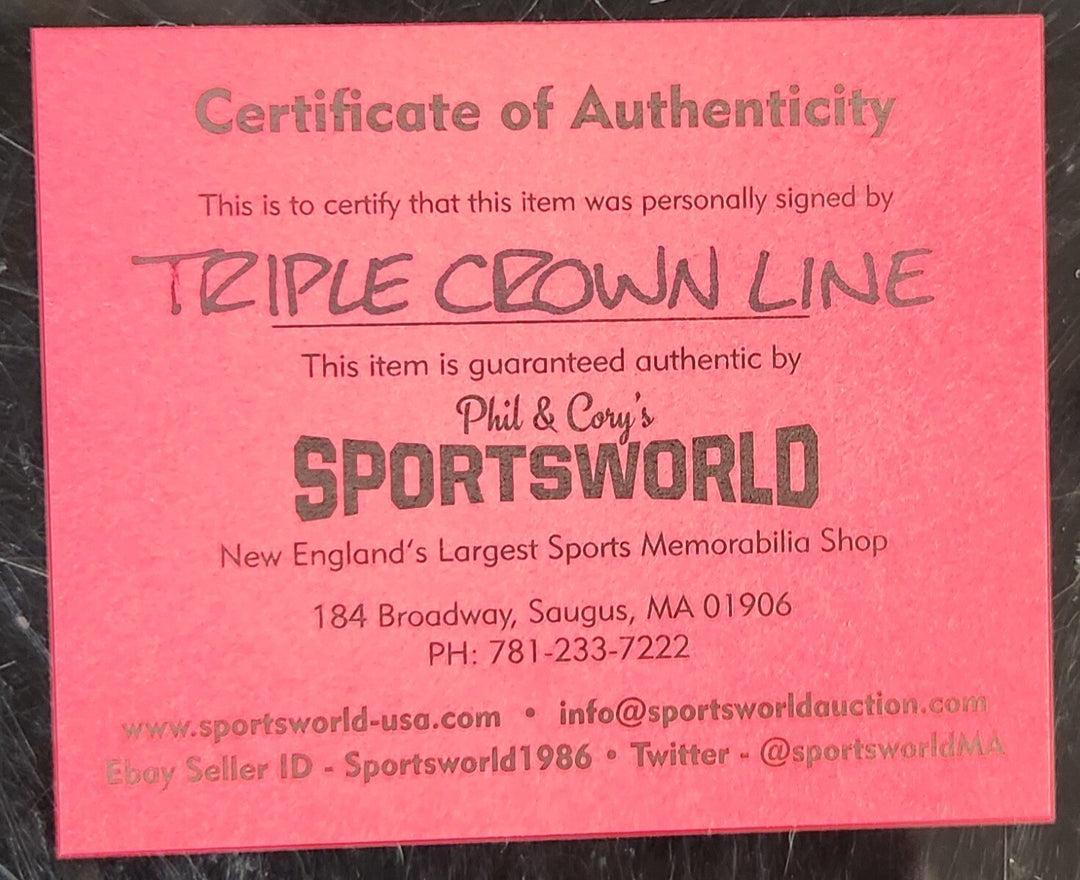 Certificate of Authenticity
This is to certify that this item was personally signed by
TRIPLE CROWN LINE
This item is guaranteed authentic by
Phil & Cory's
SPORTSWORLD
New England's Largest Sports Memorabilia Shop
184 Broadway, Saugus, MA 01906
PH: 781-233-7222
www.sportsworld-usa.com • info@sportsworldauction.com
Ebay Seller ID - Sportsworld1986 • Twitter - @sportsworldMA